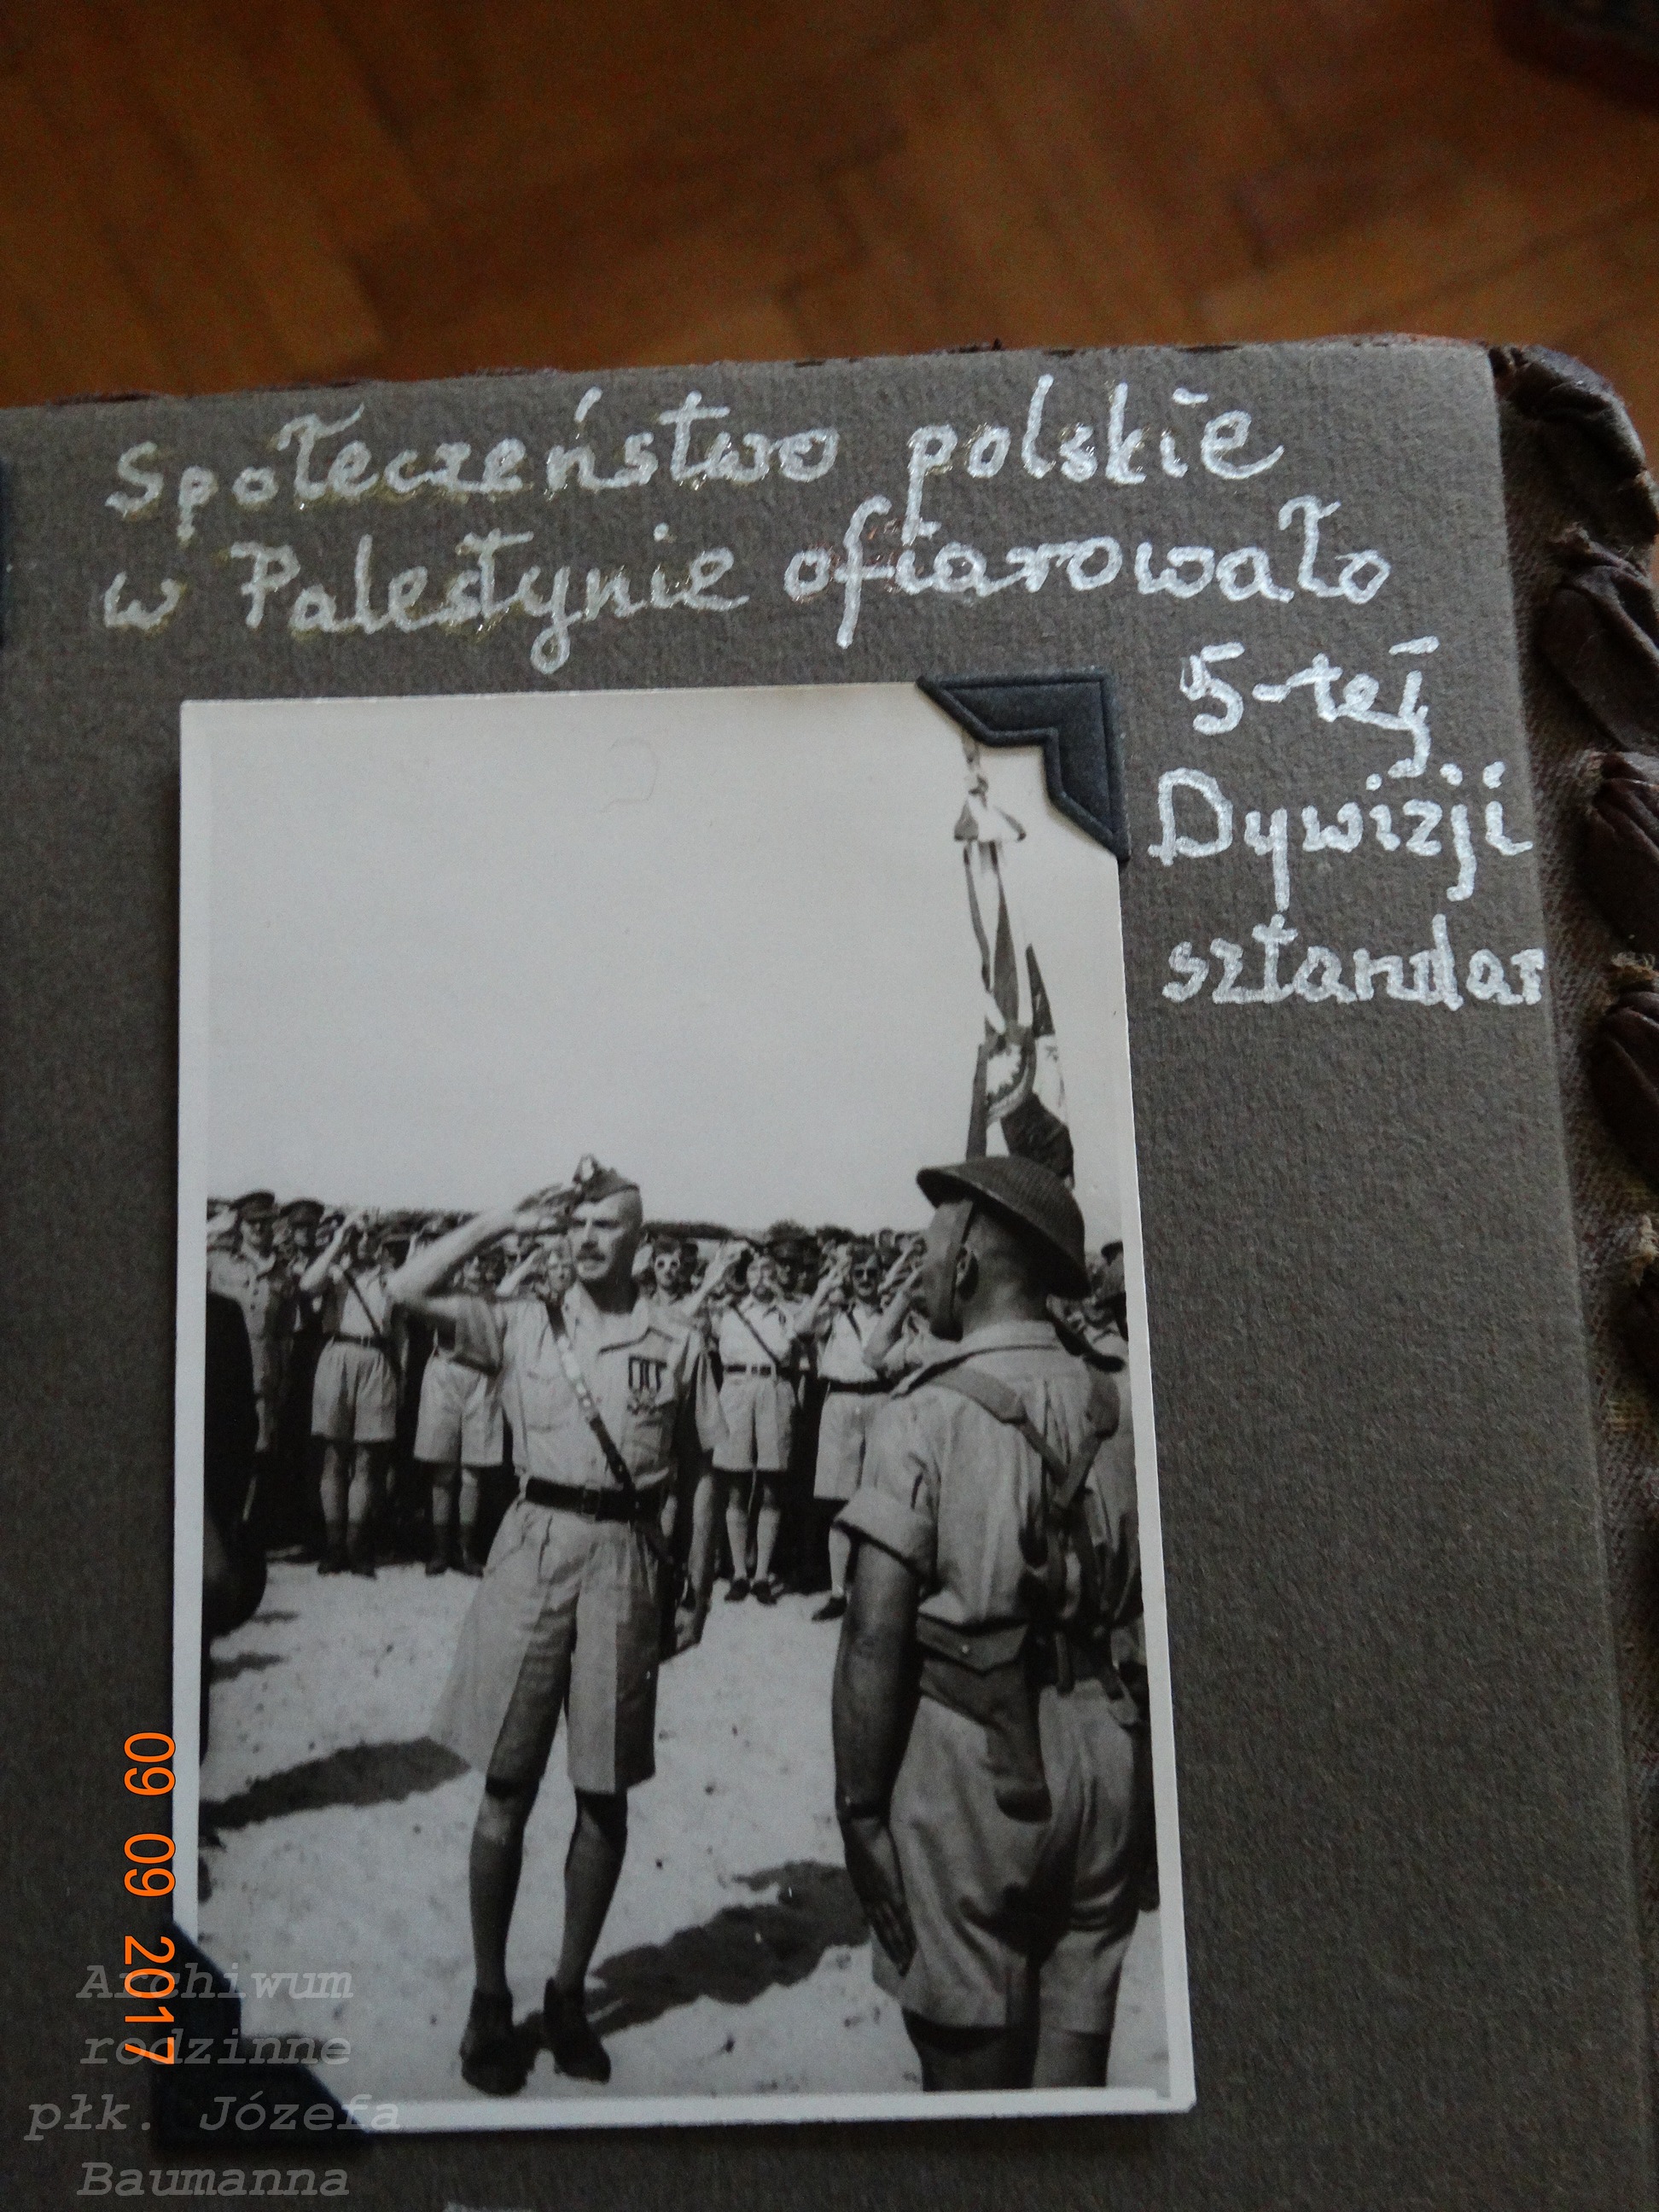 Społeczeństwo polskie
w Palestynie ofiarowało
5-tej
Dywizji
sztandar
09 09 2017
Archiwum
rodzinne
płk. Józefa
Baumanna